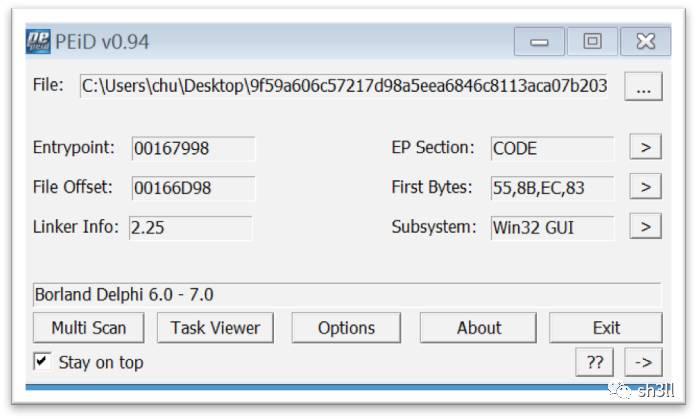 PEiD v0.94
File: C:\Users\chu\Desktop\9f59a606c57217d98a5eea6846c8113aca07b203 ...
Entrypoint: 00167998 EP Section: CODE >
File Offset: 00166D98 First Bytes: 55,8B,EC,83 >
Linker Info: 2.25 Subsystem: Win32 GUI >
Borland Delphi 6.0 - 7.0
Multi Scan Task Viewer Options About Exit
Stay on top ?? ->
sh3ll